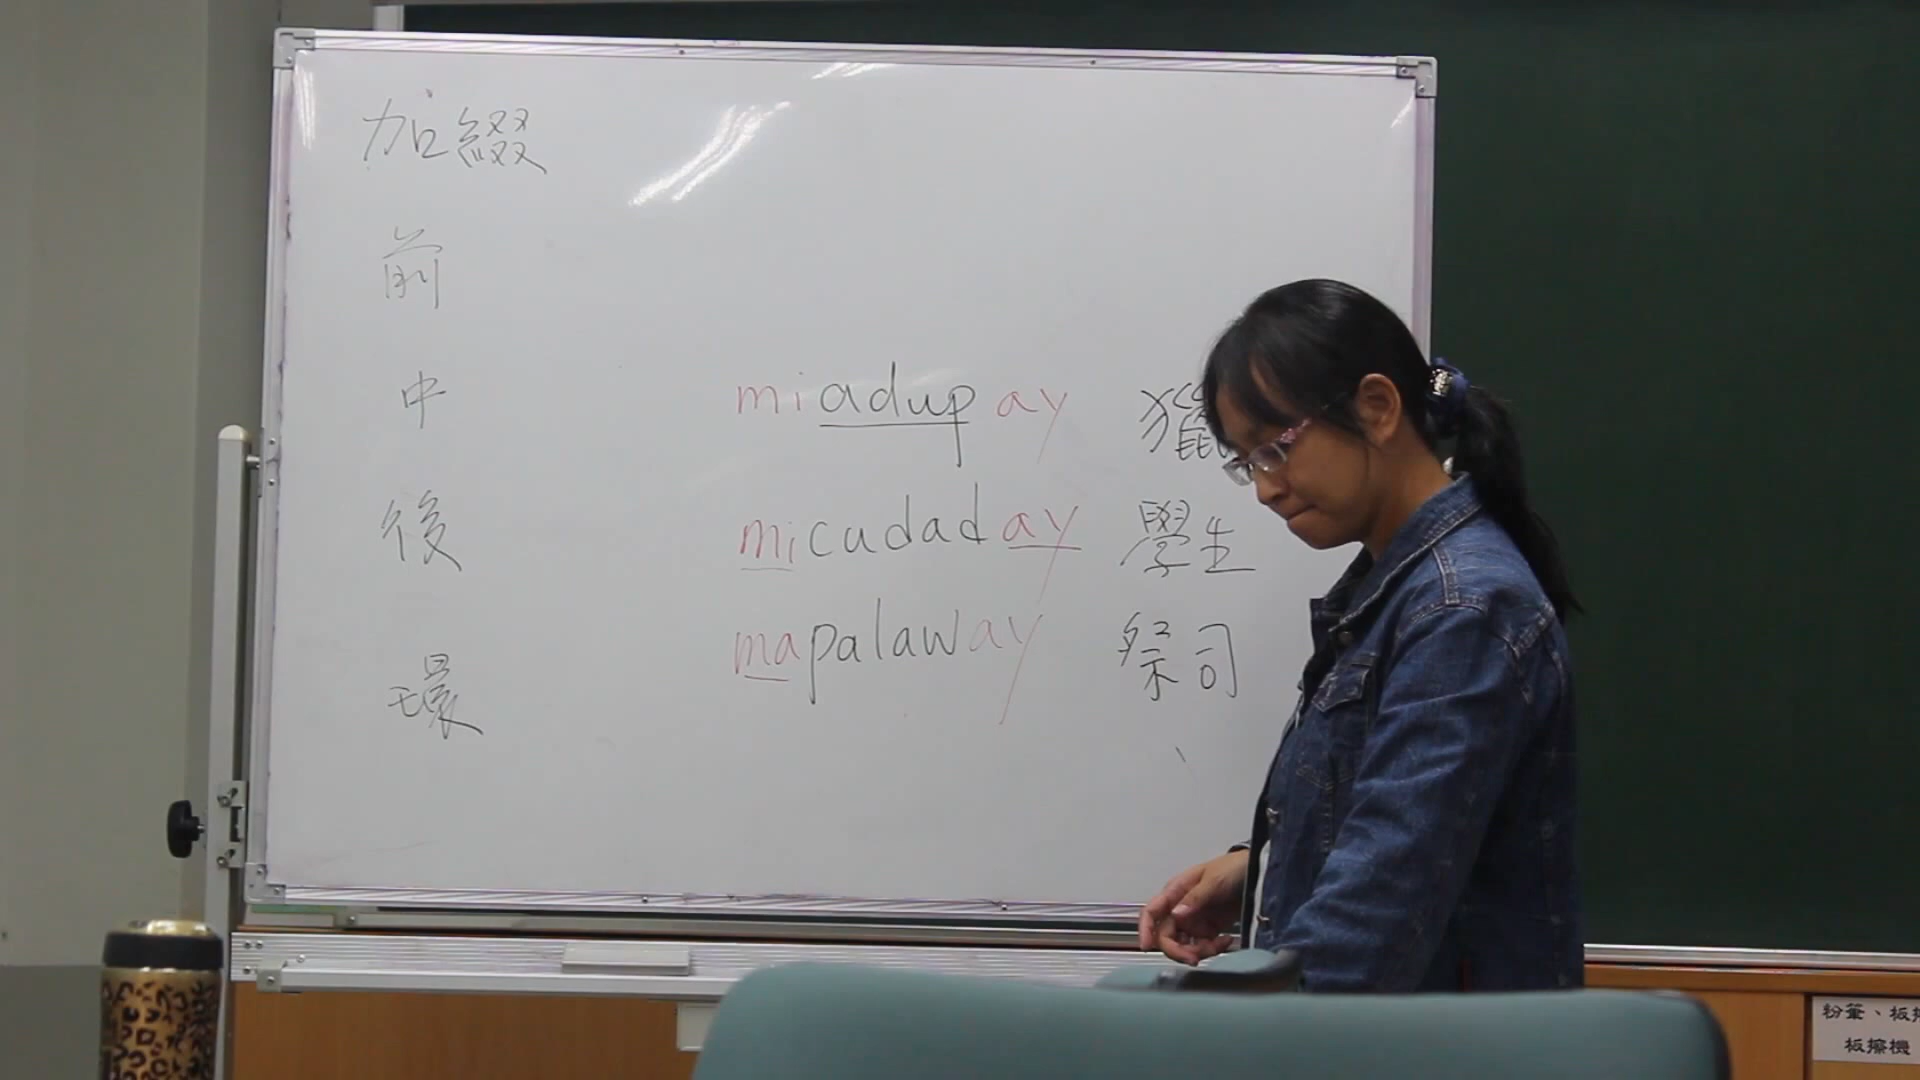 加綴
前
中
後
環
miadupay 獵
micudaday 學生
mapalaway 祭司
粉筆、板擦
板擦機